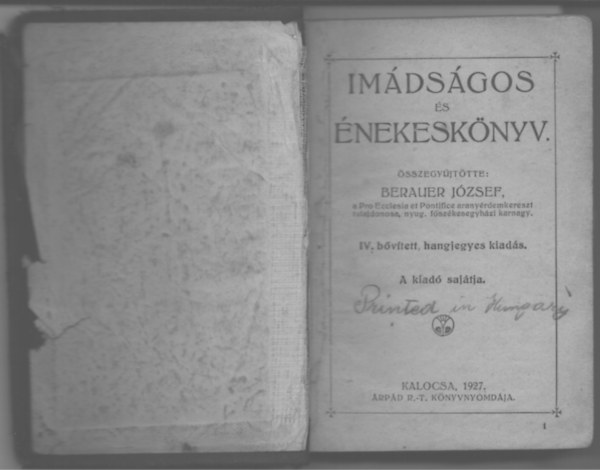 IMÁDSÁGOS
ÉS
ÉNEKESKÖNYV.
ÖSSZEGYŰJTÖTTE:
BERAUER JÓZSEF,
a Pro Ecclesia et Pontifice aranyérdemkereszt
tulajdonosa, nyug. főszékesegyházi karnagy.
IV. bővített, hangjegyes kiadás.
A kiadó sajátja.
Printed in Hungary
KALOCSA, 1927.
ÁRPÁD R.-T. KÖNYVNYOMDÁJA.
1